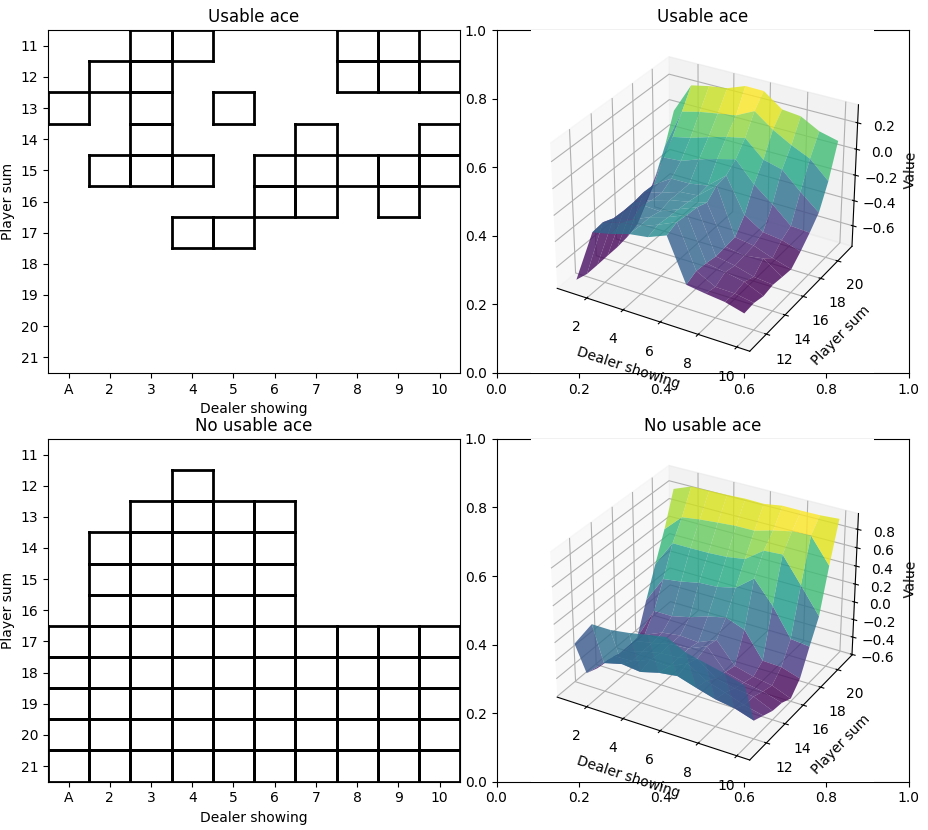 Usable ace
11
12
13
14
15
16
17
18
19
20
21
Player sum
A 2 3 4 5 6 7 8 9 10
Dealer showing
Usable ace
1.0
0.8
0.6
0.4
0.2
0.0
0.0 0.2 0.4 0.6 0.8 1.0
2 4 6 8 10
Dealer showing
12 14 16 18 20
Player sum
0.2
0.0
−0.2
−0.4
−0.6
Value
No usable ace
11
12
13
14
15
16
17
18
19
20
21
Player sum
A 2 3 4 5 6 7 8 9 10
Dealer showing
No usable ace
1.0
0.8
0.6
0.4
0.2
0.0
0.0 0.2 0.4 0.6 0.8 1.0
2 4 6 8 10
Dealer showing
12 14 16 18 20
Player sum
0.8
0.6
0.4
0.2
0.0
−0.2
−0.4
−0.6
Value